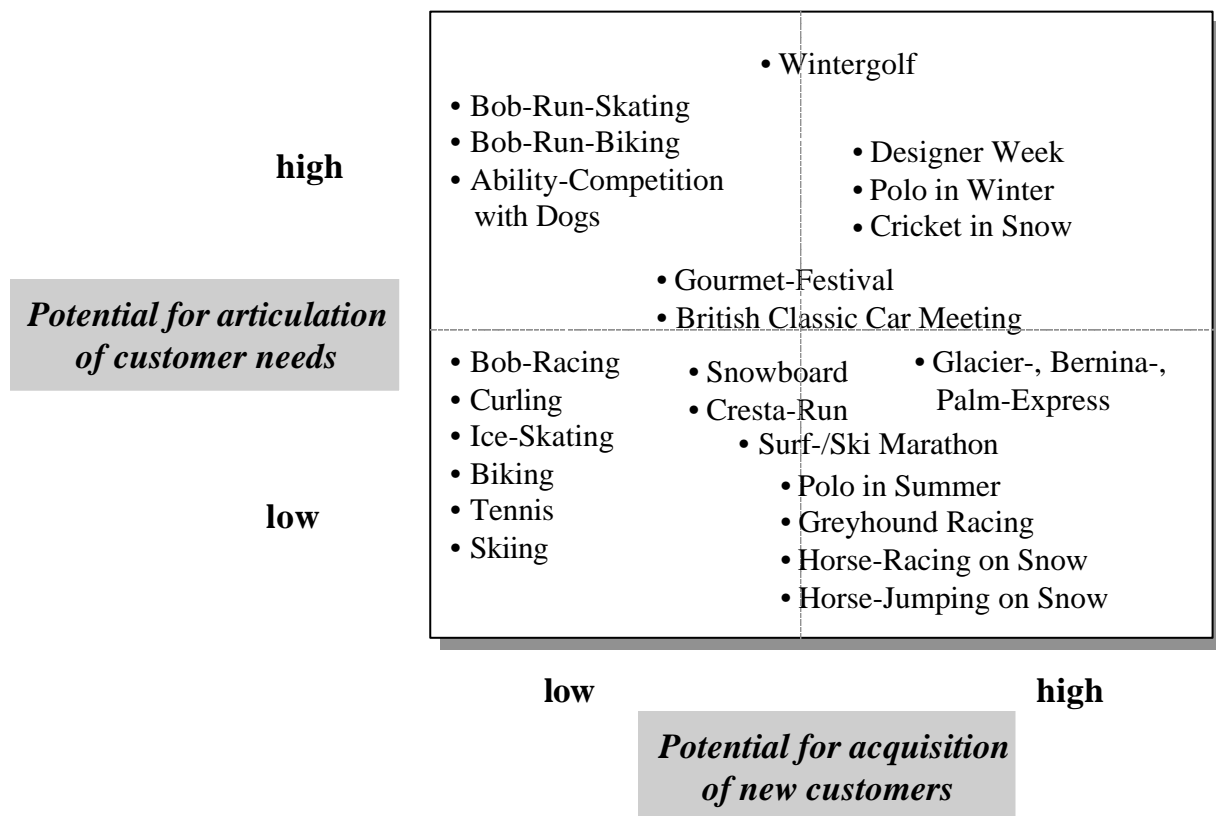 • Wintergolf
• Bob-Run-Skating
• Bob-Run-Biking
• Ability-Competition
with Dogs
high
• Designer Week
• Polo in Winter
• Cricket in Snow
• Gourmet-Festival
• British Classic Car Meeting
Potential for articulation
of customer needs
• Bob-Racing
• Curling
• Ice-Skating
• Biking
• Tennis
• Skiing
low
• Snowboard
• Cresta-Run
• Glacier-, Bernina-,
Palm-Express
• Surf-/Ski Marathon
• Polo in Summer
• Greyhound Racing
• Horse-Racing on Snow
• Horse-Jumping on Snow
low
high
Potential for acquisition
of new customers